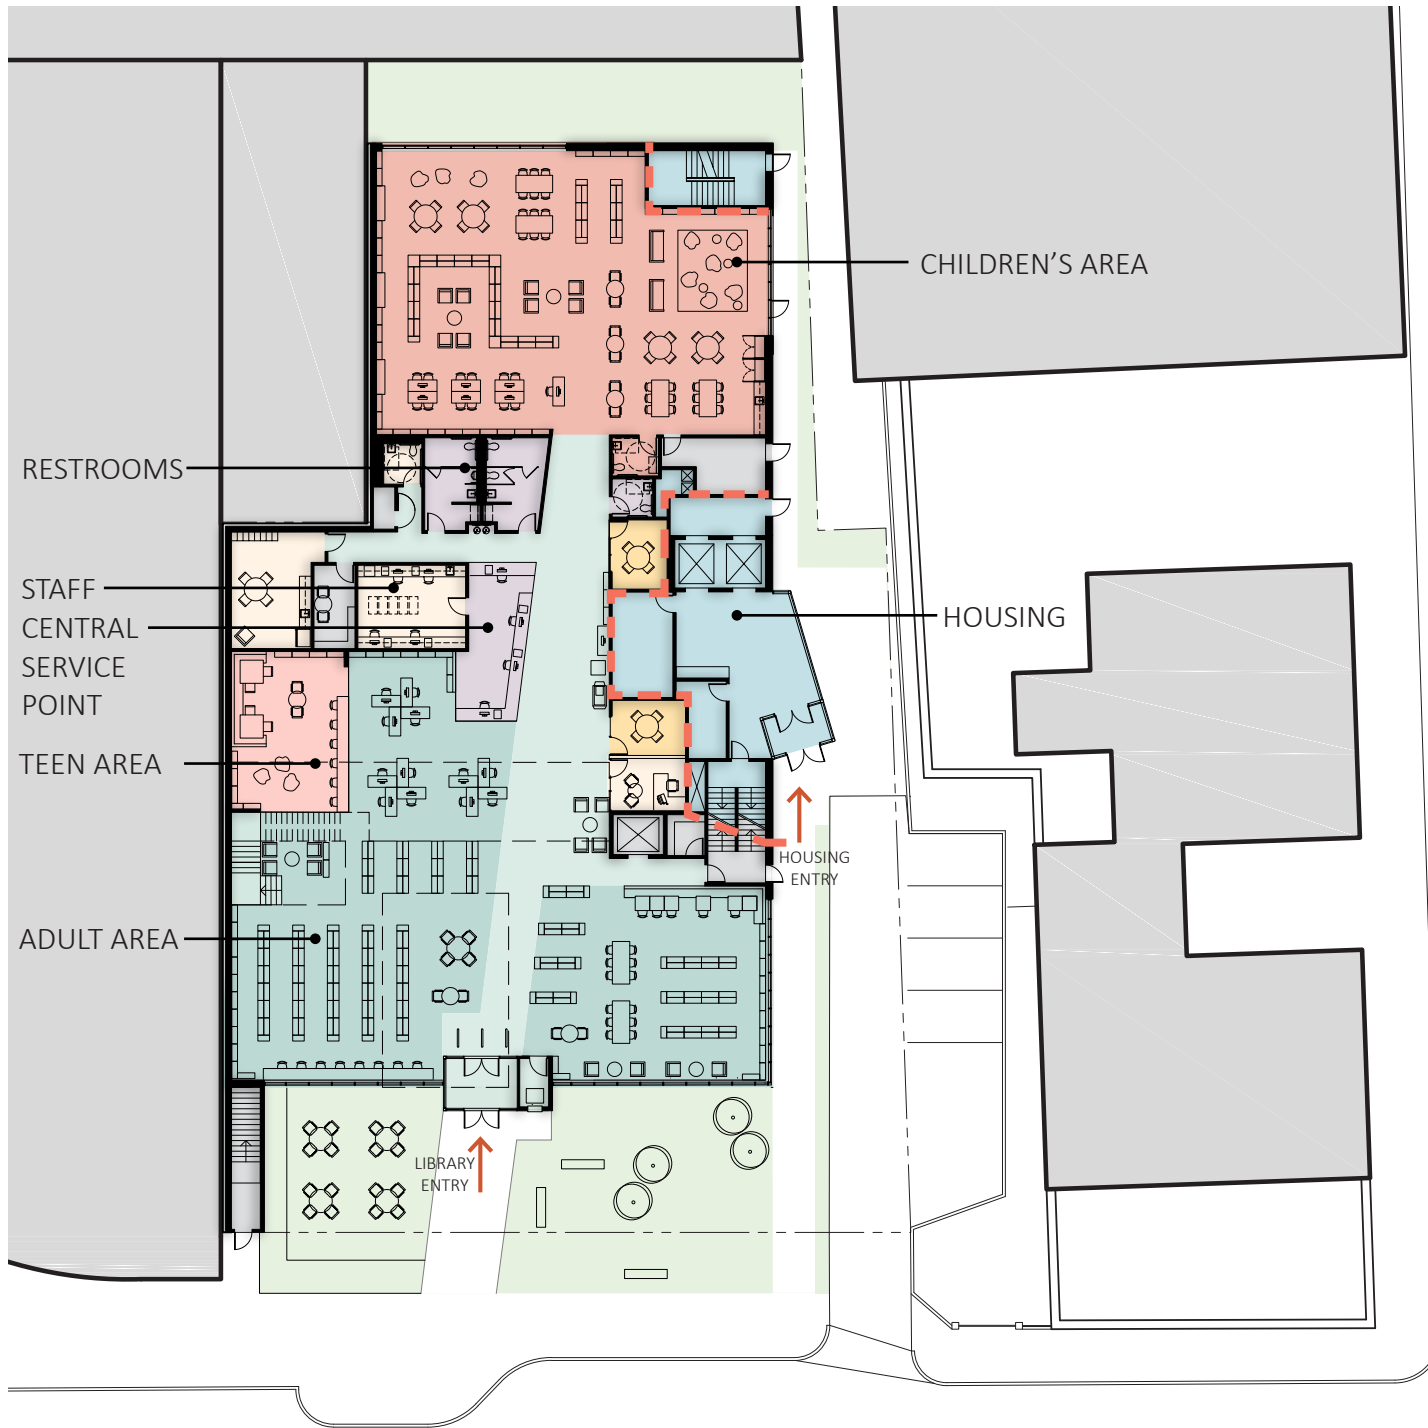 CHILDREN'S AREA
RESTROOMS
STAFF
CENTRAL
SERVICE
POINT
HOUSING
TEEN AREA
HOUSING
ENTRY
ADULT AREA
LIBRARY
ENTRY